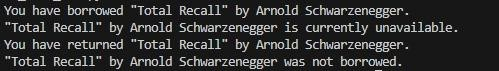 You have borrowed "Total Recall" by Arnold Schwarzenegger.
"Total Recall" by Arnold Schwarzenegger is currently unavailable.
You have returned "Total Recall" by Arnold Schwarzenegger.
"Total Recall" by Arnold Schwarzenegger was not borrowed.